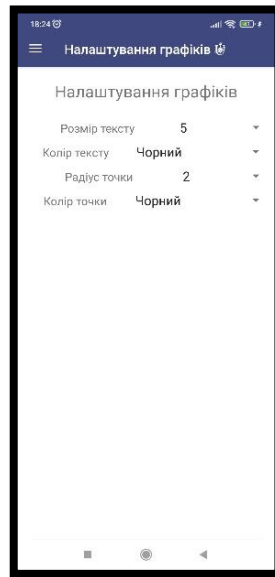 18:24
Налаштування графіків
Налаштування графіків
Розмір тексту 5
Колір тексту Чорний
Радіус точки 2
Колір точки Чорний